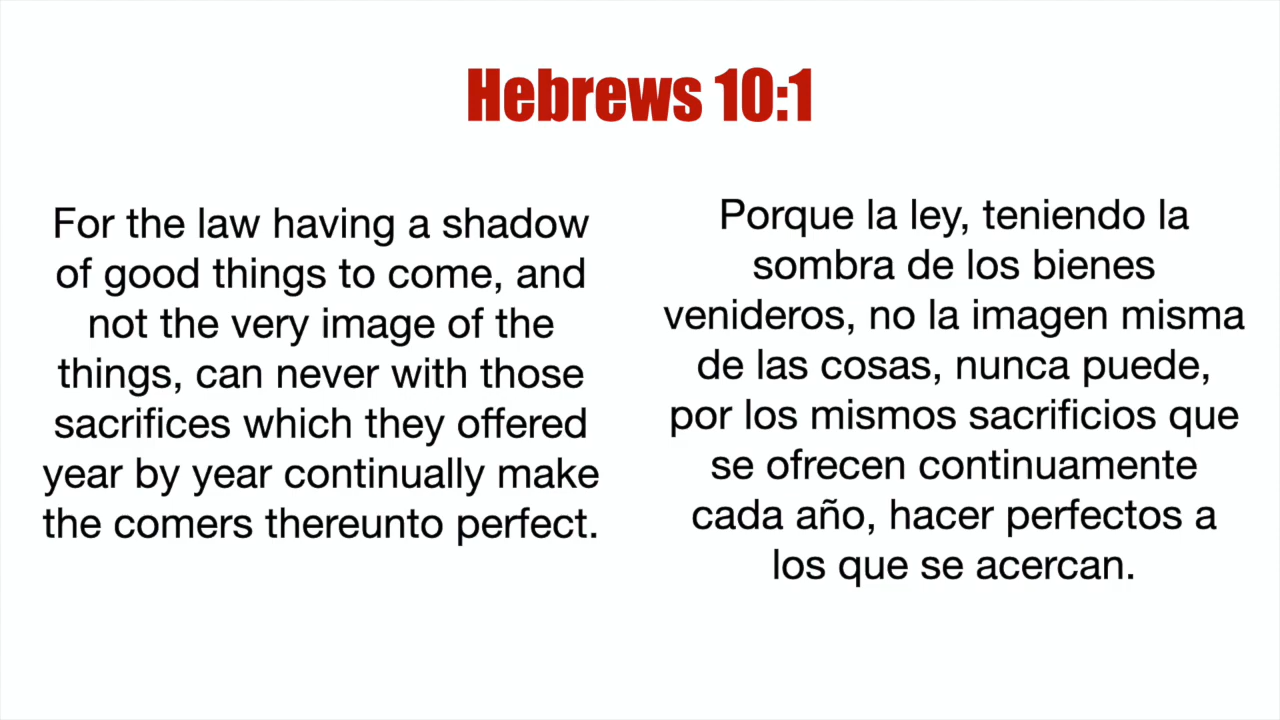 Hebrews 10:1
For the law having a shadow
of good things to come, and
not the very image of the
things, can never with those
sacrifices which they offered
year by year continually make
the comers thereunto perfect.
Porque la ley, teniendo la
sombra de los bienes
venideros, no la imagen misma
de las cosas, nunca puede,
por los mismos sacrificios que
se ofrecen continuamente
cada año, hacer perfectos a
los que se acercan.